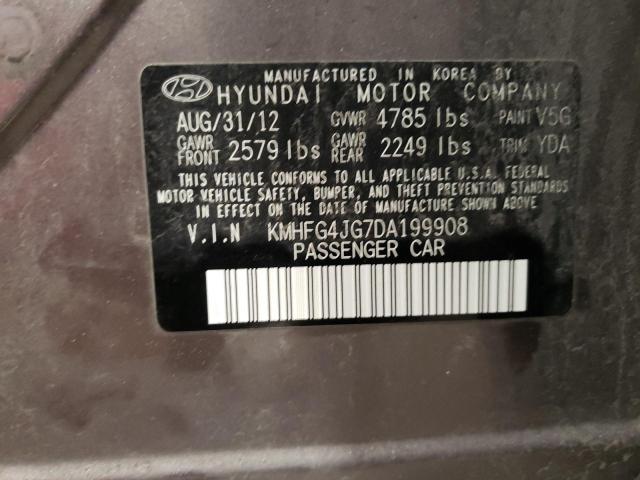 MANUFACTURED IN KOREA BY
HYUNDAI MOTOR COMPANY
AUG/31/12 GVWR 4785 lbs PAINT V5G
GAWR FRONT 2579 lbs GAWR REAR 2249 lbs TRIM YDA
THIS VEHICLE CONFORMS TO ALL APPLICABLE U.S.A. FEDERAL
MOTOR VEHICLE SAFETY, BUMPER, AND THEFT PREVENTION STANDARDS
IN EFFECT ON THE DATE OF MANUFACTURE SHOWN ABOVE
V.I.N KMHFG4JG7DA199908
PASSENGER CAR